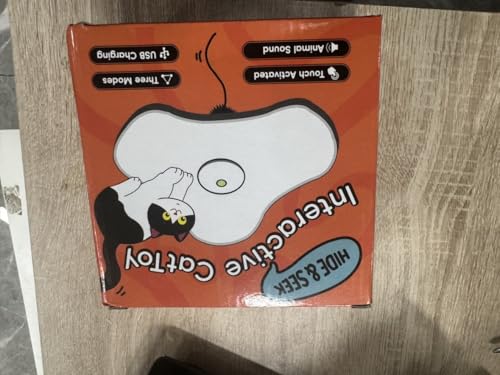 HIDE & SEEK
Interactive CatToy
Three Modes
Touch Activated
USB Charging
Animal Sound